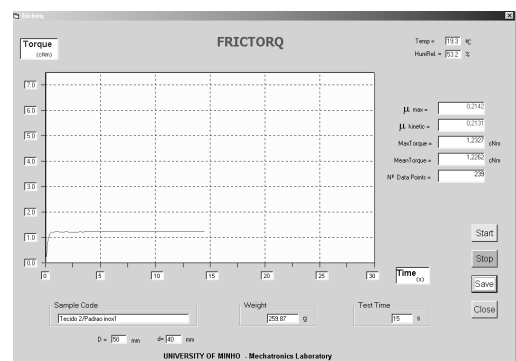 frictorq
Torque
(cNm)
FRICTORQ
Temp = 19.3 ºC
HumRel. = 53.2 %
7.0
6.0
5.0
4.0
3.0
2.0
1.0
0.0
0 5 10 15 20 25 30
Time
(s)
µ max = 0,2142
µ kinetic = 0,2131
MaxTorque = 1,2327 cNm
MeanTorque = 1,2262 cNm
Nº Data Points = 239
Start
Stop
Save
Close
Sample Code
Tecido 2/Padrao inox1
Weight
259.87 g
Test Time
15 s
D = 50 mm d= 40 mm
UNIVERSITY OF MINHO - Mechatronics Laboratory